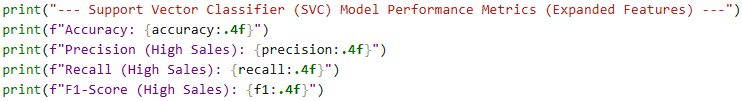 print("--- Support Vector Classifier (SVC) Model Performance Metrics (Expanded Features) ---")
print(f"Accuracy: {accuracy:.4f}")
print(f"Precision (High Sales): {precision:.4f}")
print(f"Recall (High Sales): {recall:.4f}")
print(f"F1-Score (High Sales): {f1:.4f}")